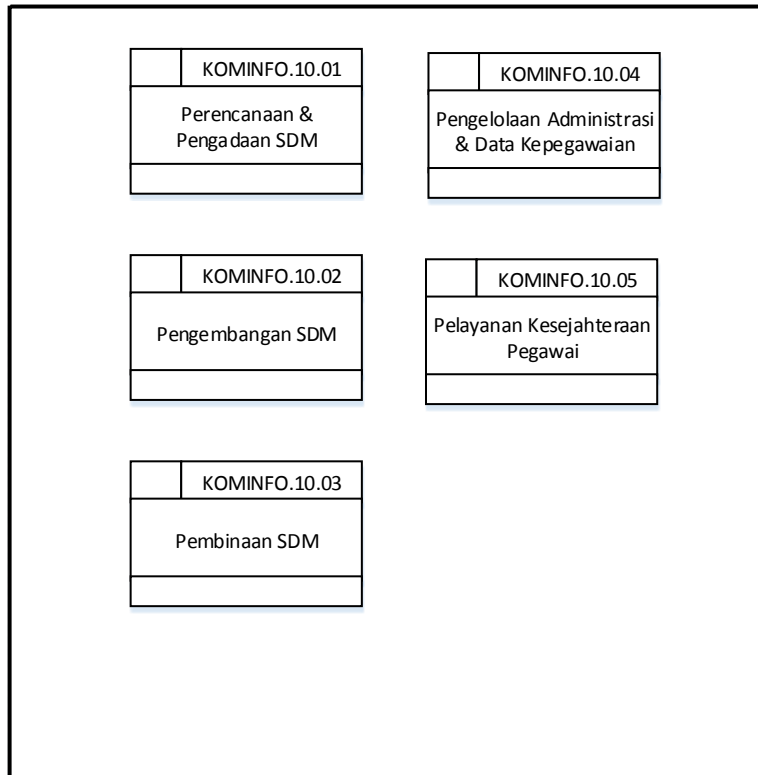 KOMINFO.10.01
Perencanaan &
Pengadaan SDM
KOMINFO.10.02
Pengembangan SDM
KOMINFO.10.03
Pembinaan SDM
KOMINFO.10.04
Pengelolaan Administrasi
& Data Kepegawaian
KOMINFO.10.05
Pelayanan Kesejahteraan
Pegawai